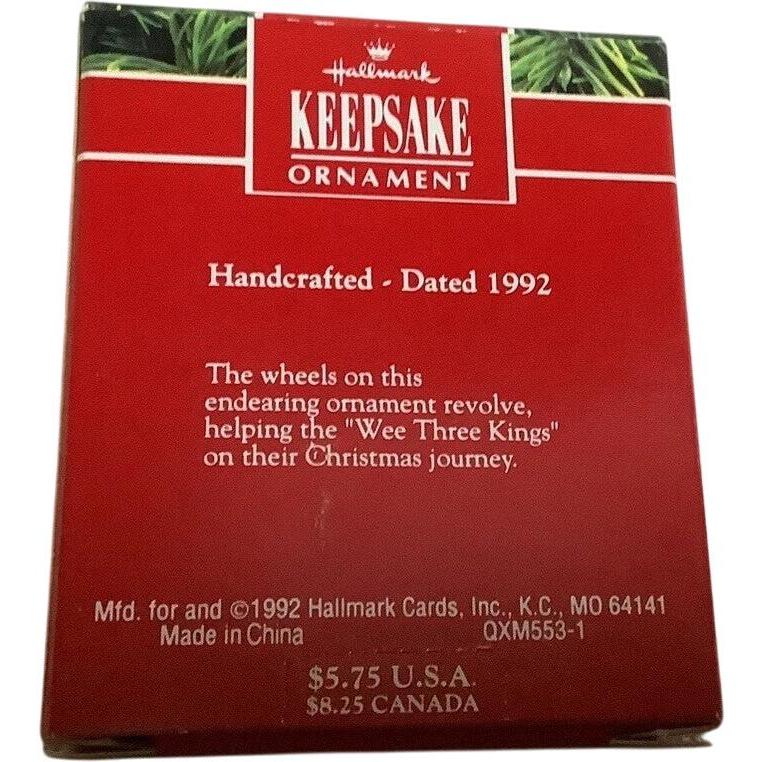 Hallmark
KEEPSAKE
ORNAMENT
Handcrafted - Dated 1992
The wheels on this
endearing ornament revolve,
helping the "Wee Three Kings"
on their Christmas journey.
Mfd. for and ©1992 Hallmark Cards, Inc., K.C., MO 64141
Made in China QXM553-1
$5.75 U.S.A.
$8.25 CANADA